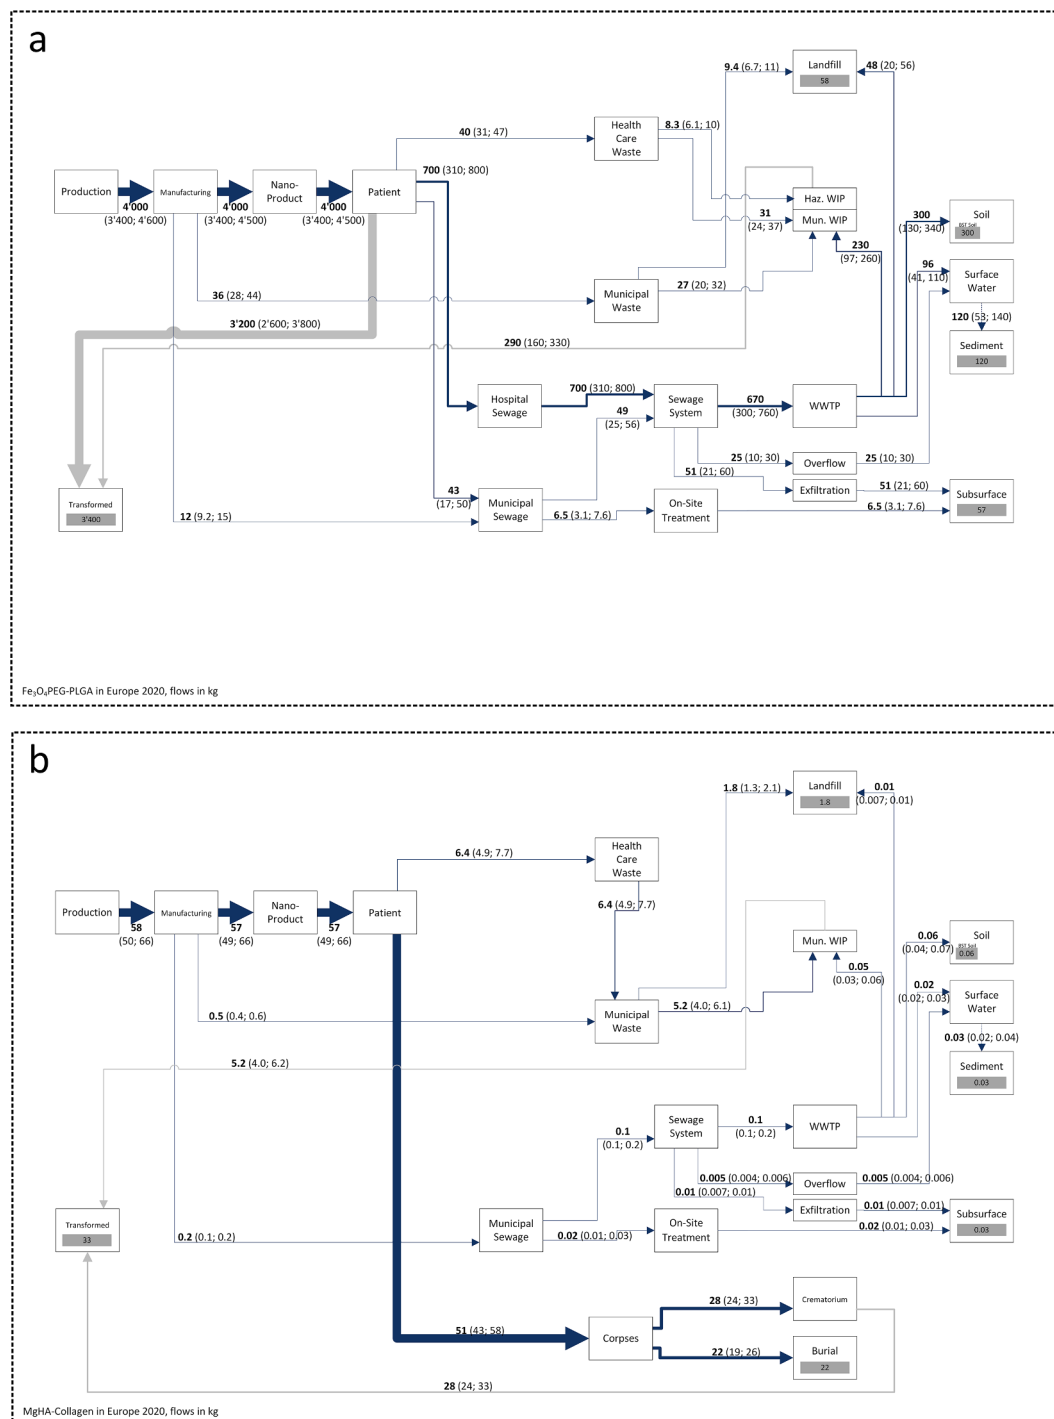 a
9.4 (6.7; 11)
Landfill
58
48 (20; 56)
40 (31; 47)
Health
Care
Waste
8.3 (6.1; 10)
700 (310; 800)
Production
4'000
(3'400; 4'600)
Manufacturing
4'000
(3'400; 4'500)
Nano-
Product
4'000
(3'400; 4'500)
Patient
Haz. WIP
Mun. WIP
31
(24; 37)
230
(97; 260)
300
(130; 340)
Soil
BST Soil
300
96
(41; 110)
Surface
Water
36 (28; 44)
Municipal
Waste
27 (20; 32)
3'200 (2'600; 3'800)
290 (160; 330)
120 (53; 140)
Sediment
120
Hospital
Sewage
700 (310; 800)
Sewage
System
670
(300; 760)
WWTP
49
(25; 56)
25 (10; 30)
Overflow
25 (10; 30)
51 (21; 60)
Exfiltration
51 (21; 60)
Subsurface
57
43
(17; 50)
Transformed
3'400
12 (9.2; 15)
Municipal
Sewage
6.5 (3.1; 7.6)
On-Site
Treatment
6.5 (3.1; 7.6)
Fe₃O₄PEG-PLGA in Europe 2020, flows in kg
b
1.8 (1.3; 2.1)
Landfill
1.8
0.01
(0.007; 0.01)
6.4 (4.9; 7.7)
Health
Care
Waste
6.4 (4.9; 7.7)
Production
58
(50; 66)
Manufacturing
57
(49; 66)
Nano-
Product
57
(49; 66)
Patient
Mun. WIP
0.05
(0.03; 0.06)
0.06
(0.04; 0.07)
Soil
BST Soil
0.06
0.02
(0.02; 0.03)
Surface
Water
0.5 (0.4; 0.6)
Municipal
Waste
5.2 (4.0; 6.1)
5.2 (4.0; 6.2)
0.03 (0.02; 0.04)
Sediment
0.03
0.1
(0.1; 0.2)
Sewage
System
0.1
(0.1; 0.2)
WWTP
0.005 (0.004; 0.006)
Overflow
0.005 (0.004; 0.006)
0.01 (0.007; 0.01)
Exfiltration
0.01 (0.007; 0.01)
Subsurface
0.03
Transformed
33
0.2 (0.1; 0.2)
Municipal
Sewage
0.02 (0.01; 0.03)
On-Site
Treatment
0.02 (0.01; 0.03)
51 (43; 58)
Corpses
28 (24; 33)
Crematorium
22 (19; 26)
Burial
22
28 (24; 33)
MgHA-Collagen in Europe 2020, flows in kg